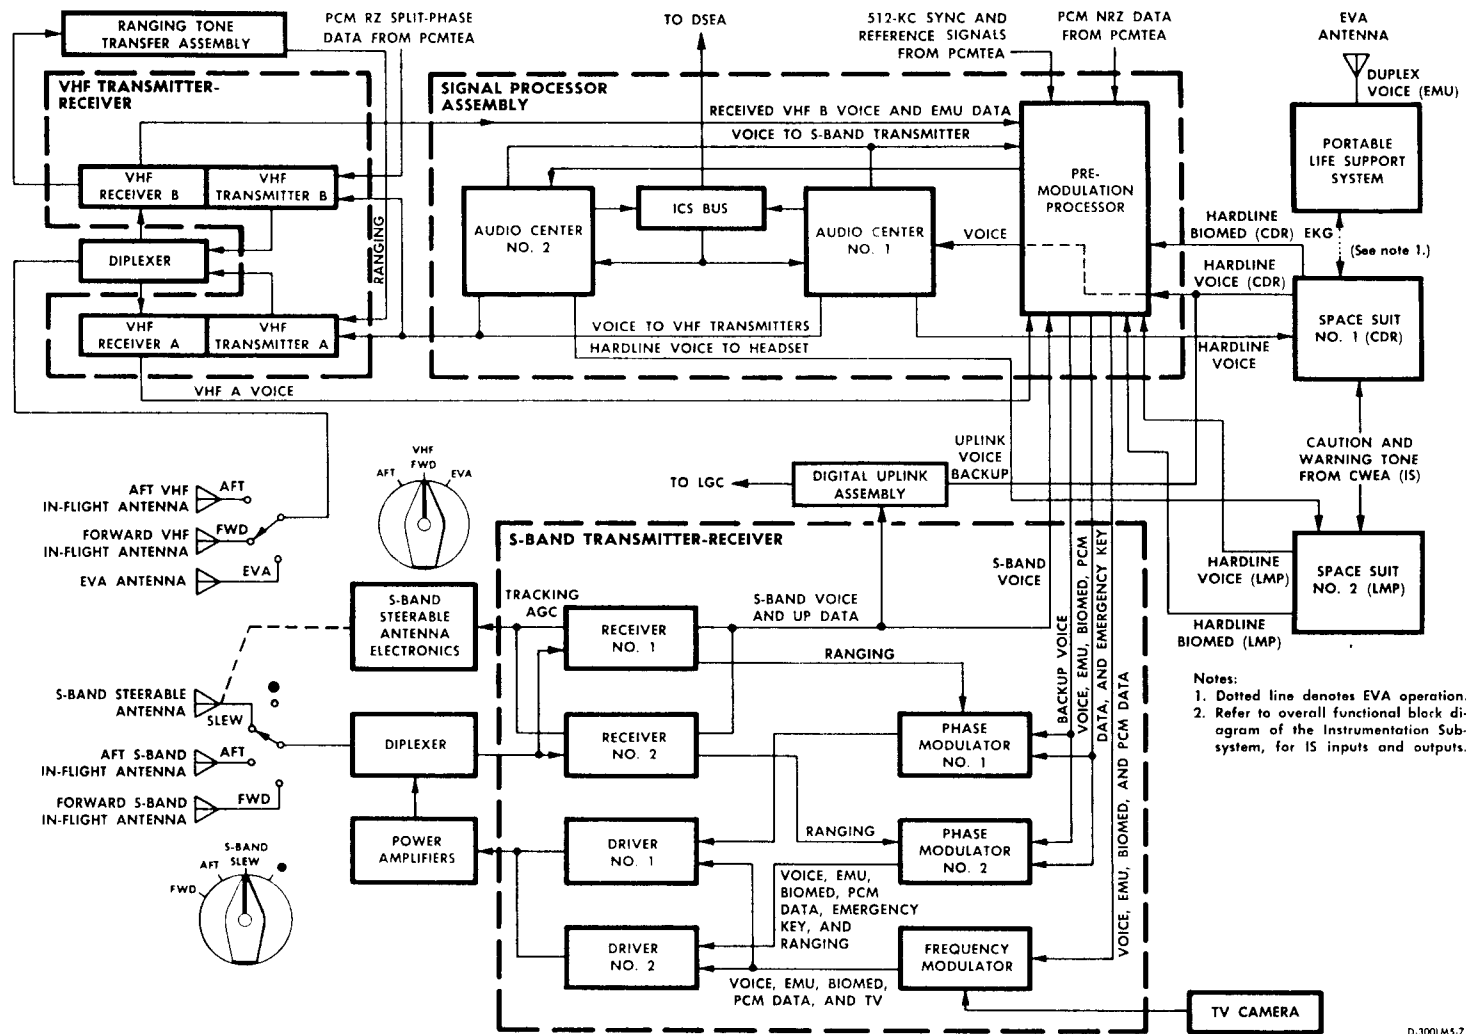 RANGING TONE
TRANSFER ASSEMBLY
PCM RZ SPLIT-PHASE
DATA FROM PCMTEA
TO DSEA
512-KC SYNC AND
REFERENCE SIGNALS
FROM PCMTEA
PCM NRZ DATA
FROM PCMTEA
EVA
ANTENNA
DUPLEX
VOICE (EMU)
VHF TRANSMITTER-
RECEIVER
SIGNAL PROCESSOR
ASSEMBLY
RECEIVED VHF B VOICE AND EMU DATA
VOICE TO S-BAND TRANSMITTER
PORTABLE
LIFE SUPPORT
SYSTEM
VHF
RECEIVER B
VHF
TRANSMITTER B
RANGING
DIPLEXER
AUDIO CENTER
NO. 2
ICS BUS
AUDIO CENTER
NO. 1
VOICE
PRE-
MODULATION
PROCESSOR
HARDLINE
BIOMED (CDR) EKG
(See note 1.)
HARDLINE
VOICE (CDR)
VHF
RECEIVER A
VHF
TRANSMITTER A
VOICE TO VHF TRANSMITTERS
HARDLINE VOICE TO HEADSET
HARDLINE
VOICE
SPACE SUIT
NO. 1 (CDR)
VHF A VOICE
CAUTION AND
WARNING TONE
FROM CWEA (IS)
UPLINK
VOICE
BACKUP
TO LGC
DIGITAL UPLINK
ASSEMBLY
VHF
AFT
FWD
EVA
AFT VHF
IN-FLIGHT ANTENNA
AFT
FORWARD VHF
IN-FLIGHT ANTENNA
FWD
EVA ANTENNA
EVA
S-BAND TRANSMITTER-RECEIVER
S-BAND
VOICE
HARDLINE
VOICE (LMP)
SPACE SUIT
NO. 2 (LMP)
HARDLINE
BIOMED (LMP)
S-BAND
STEERABLE
ANTENNA
ELECTRONICS
TRACKING
AGC
RECEIVER
NO. 1
S-BAND VOICE
AND UP DATA
RANGING
BACKUP VOICE
VOICE, EMU, BIOMED, PCM
DATA, AND EMERGENCY KEY
VOICE, EMU, BIOMED, AND PCM DATA
Notes:
1. Dotted line denotes EVA operation.
2. Refer to overall functional block di-
agram of the Instrumentation Sub-
system, for IS inputs and outputs.
S-BAND STEERABLE
ANTENNA
SLEW
DIPLEXER
RECEIVER
NO. 2
PHASE
MODULATOR
NO. 1
AFT S-BAND
IN-FLIGHT ANTENNA
AFT
FORWARD S-BAND
IN-FLIGHT ANTENNA
FWD
POWER
AMPLIFIERS
DRIVER
NO. 1
RANGING
PHASE
MODULATOR
NO. 2
S-BAND
SLEW
AFT
FWD
VOICE, EMU,
BIOMED, PCM
DATA, EMERGENCY
KEY, AND
RANGING
DRIVER
NO. 2
FREQUENCY
MODULATOR
VOICE, EMU, BIOMED,
PCM DATA, AND TV
TV CAMERA
D-300LM5-7